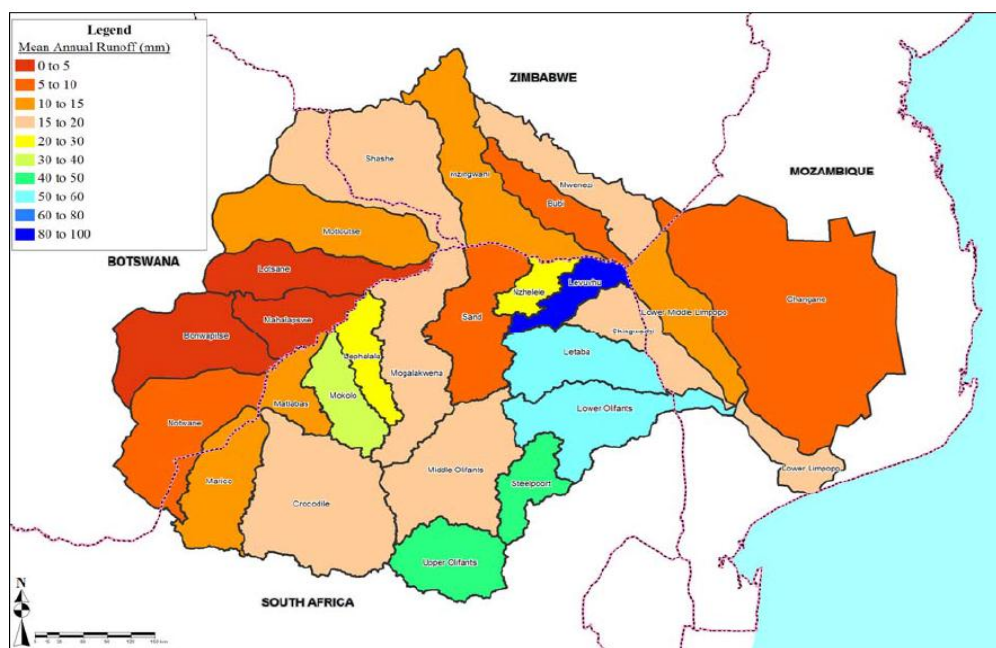 Legend
Mean Annual Runoff (mm)
0 to 5
5 to 10
10 to 15
15 to 20
20 to 30
30 to 40
40 to 50
50 to 60
60 to 80
80 to 100
ZIMBABWE
MOZAMBIQUE
BOTSWANA
SOUTH AFRICA
Shashe
Mzingwani
Mwenezi
Bubi
Motloutse
Lotsane
Mahalapswe
Bonwapitse
Notwane
Marico
Matlabas
Mokolo
Lephalala
Mogalakwena
Sand
Nzhelele
Levuvhu
Shingwedzi
Lower Middle Limpopo
Changane
Letaba
Lower Olifants
Middle Olifants
Steelpoort
Crocodile
Upper Olifants
Lower Limpopo
N